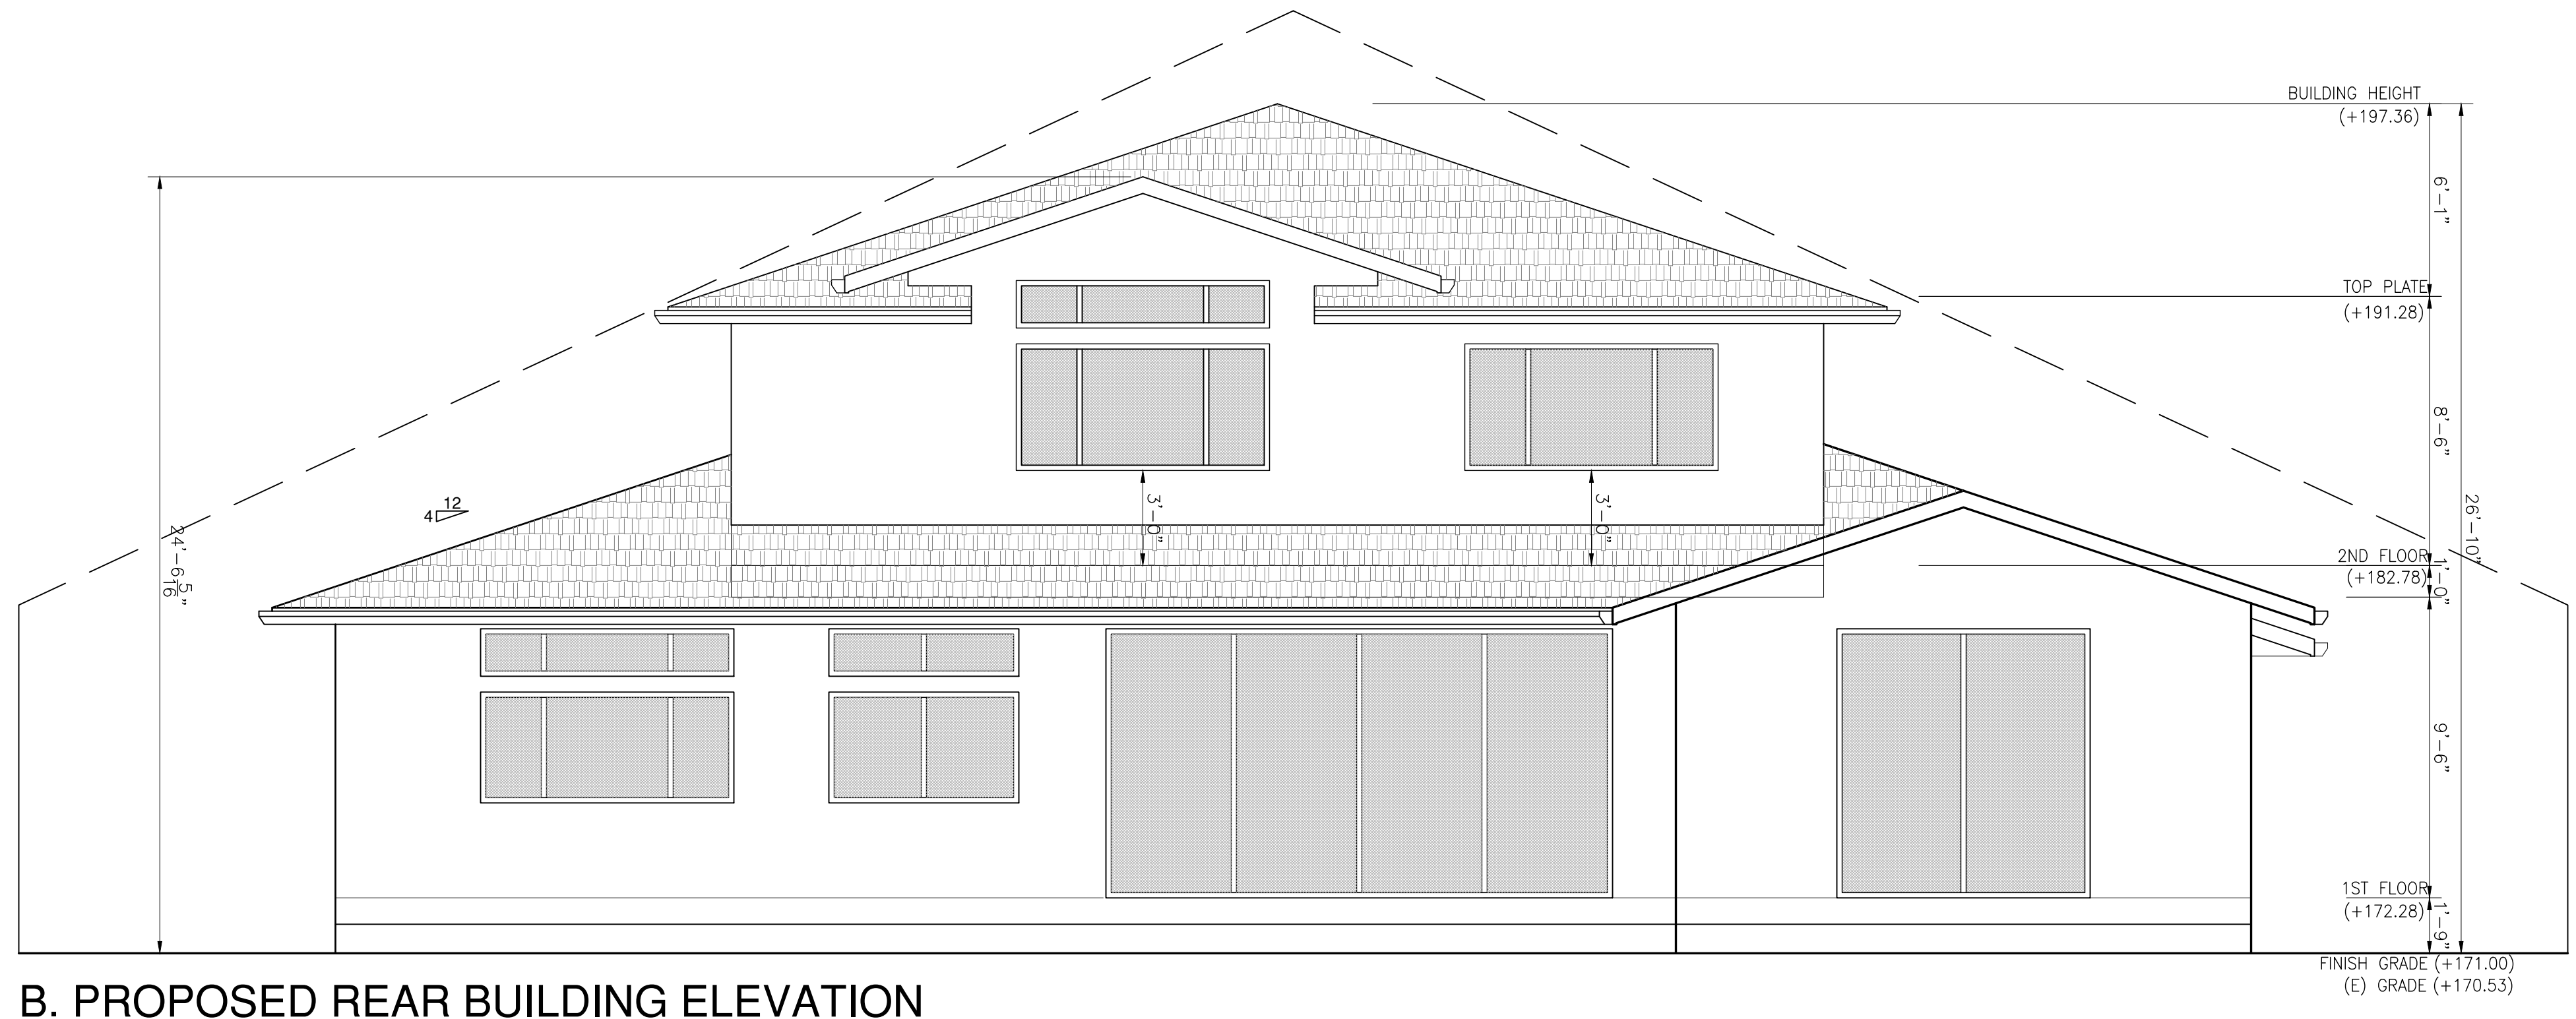 BUILDING HEIGHT
(+197.36)
6'-1"
TOP PLATE
(+191.28)
8'-6"
26'-10"
12
4
3'-0"
3'-0"
24'-6 5/16"
2ND FLOOR
(+182.78)
1'-0"
9'-6"
1ST FLOOR
(+172.28)
1'-9"
FINISH GRADE (+171.00)
(E) GRADE (+170.53)
B. PROPOSED REAR BUILDING ELEVATION